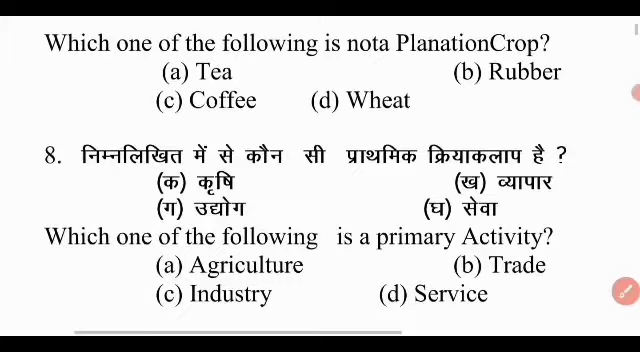 Which one of the following is nota PlanationCrop?
(a) Tea (b) Rubber
(c) Coffee (d) Wheat
8. निम्नलिखित में से कौन सी प्राथमिक क्रियाकलाप है ?
(क) कृषि (ख) व्यापार
(ग) उद्योग (घ) सेवा
Which one of the following is a primary Activity?
(a) Agriculture (b) Trade
(c) Industry (d) Service